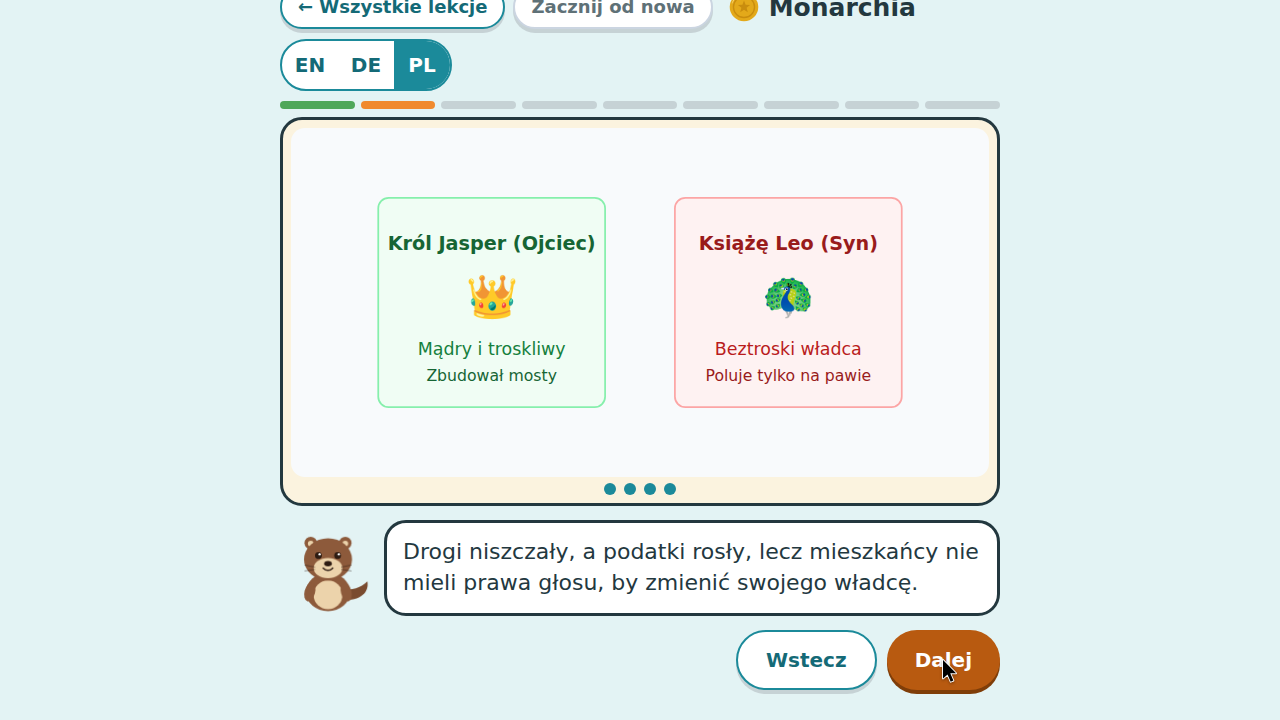 ← Wszystkie lekcje
Zacznij od nowa
Monarchia
EN DE PL
Król Jasper (Ojciec)
Mądry i troskliwy
Zbudował mosty
Książę Leo (Syn)
Beztroski władca
Poluje tylko na pawie
Drogi niszczały, a podatki rosły, lecz mieszkańcy nie
mieli prawa głosu, by zmienić swojego władcę.
Wstecz
Dalej